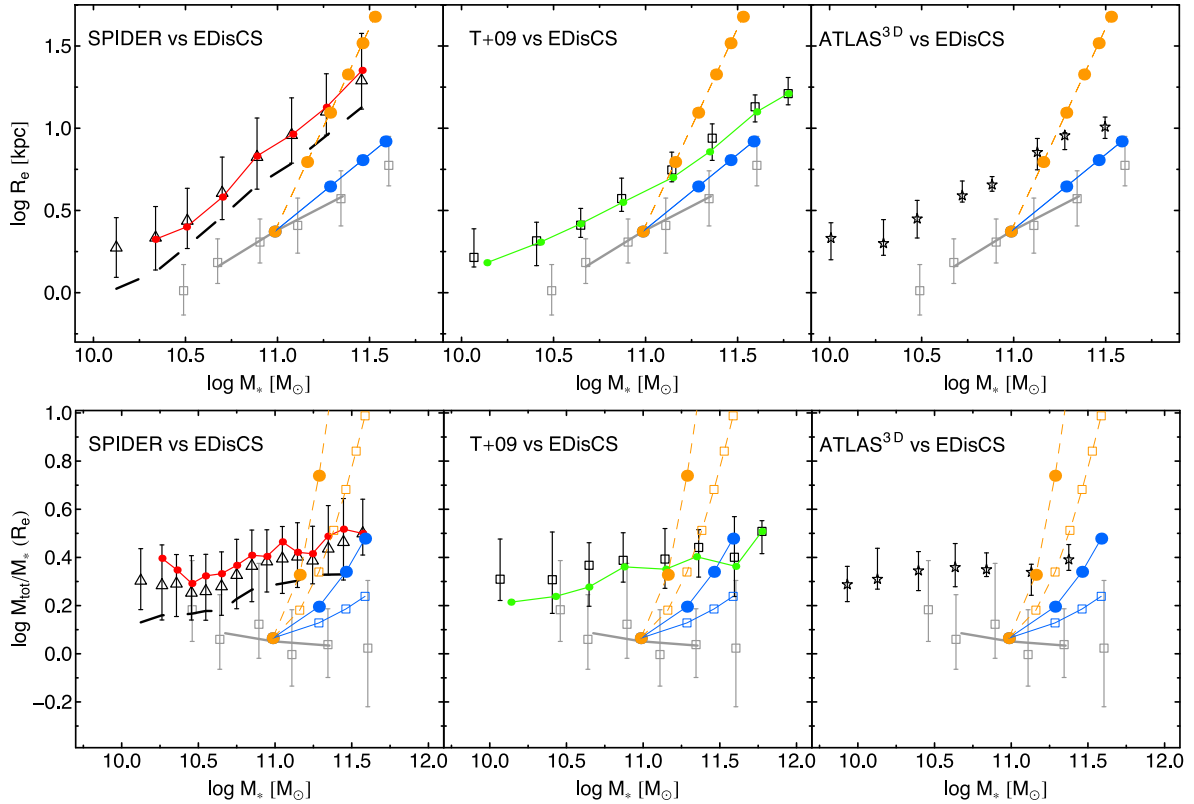 SPIDER vs EDisCS
T+09 vs EDisCS
ATLAS³ᴰ vs EDisCS
log Rₑ [kpc]
1.5
1.0
0.5
0.0
10.0 10.5 11.0 11.5
10.0 10.5 11.0 11.5
10.0 10.5 11.0 11.5
log M* [M⊙]
log M* [M⊙]
log M* [M⊙]
SPIDER vs EDisCS
T+09 vs EDisCS
ATLAS³ᴰ vs EDisCS
log Mₜₒₜ/M* (Rₑ)
1.0
0.8
0.6
0.4
0.2
0.0
−0.2
10.0 10.5 11.0 11.5
10.0 10.5 11.0 11.5
10.0 10.5 11.0 11.5 12.0
log M* [M⊙]
log M* [M⊙]
log M* [M⊙]